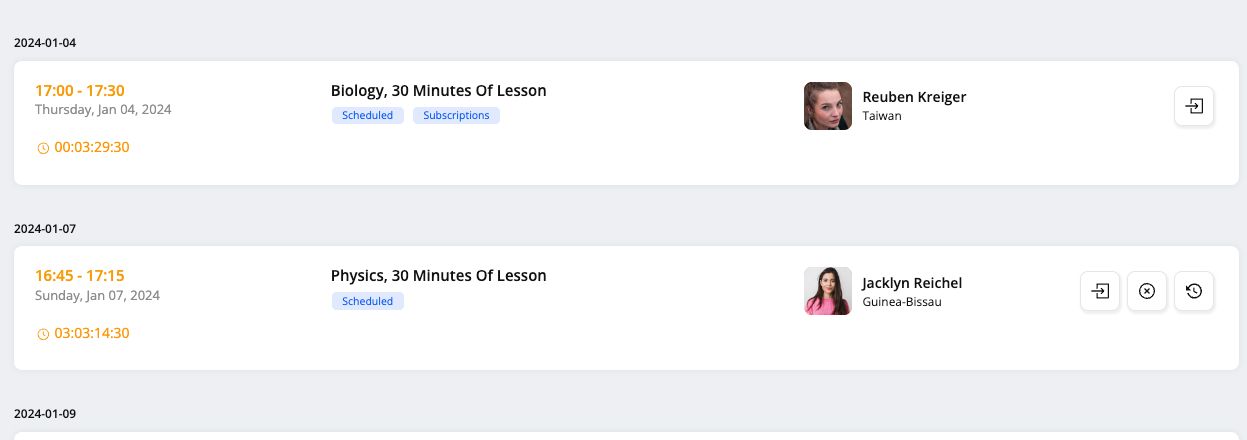 2024-01-04
17:00 - 17:30
Thursday, Jan 04, 2024
00:03:29:30
Biology, 30 Minutes Of Lesson
Scheduled Subscriptions
Reuben Kreiger
Taiwan
2024-01-07
16:45 - 17:15
Sunday, Jan 07, 2024
03:03:14:30
Physics, 30 Minutes Of Lesson
Scheduled
Jacklyn Reichel
Guinea-Bissau
2024-01-09